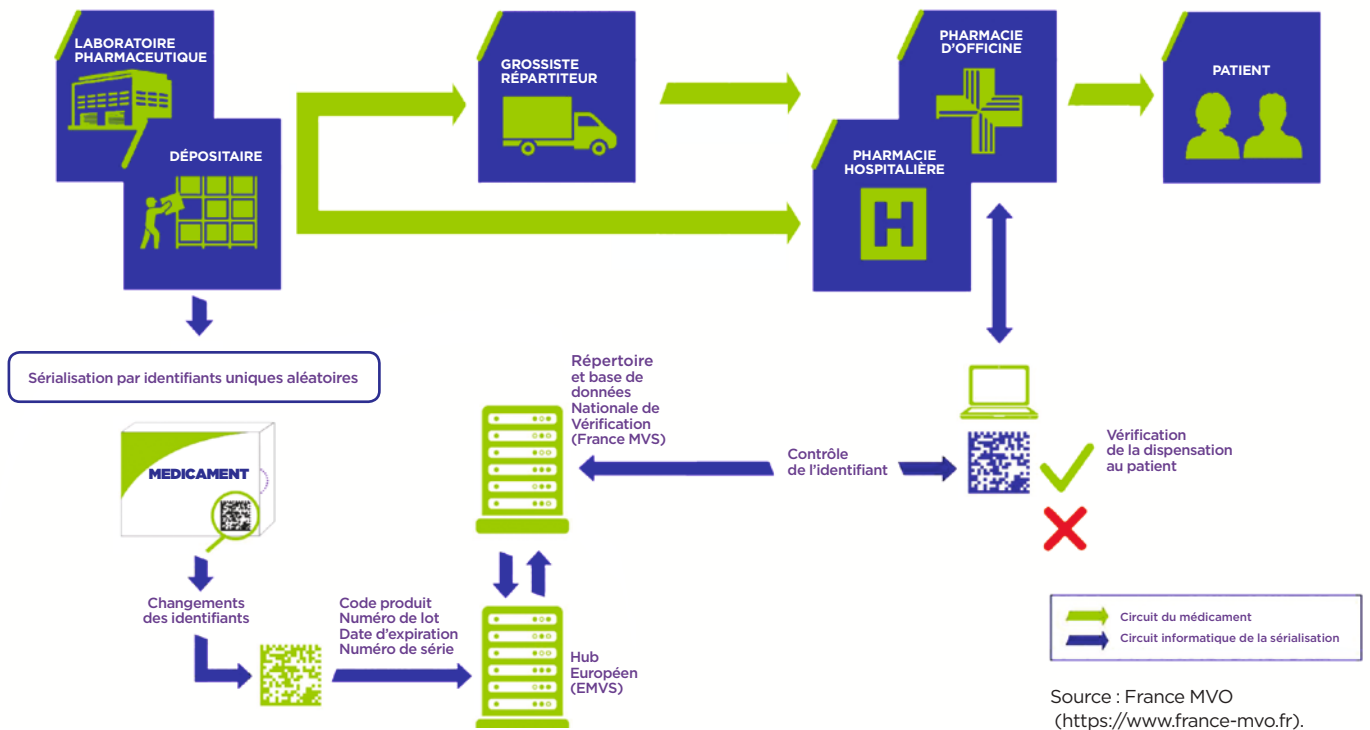 LABORATOIRE
PHARMACEUTIQUE
DÉPOSITAIRE
GROSSISTE
RÉPARTITEUR
PHARMACIE
D'OFFICINE
PHARMACIE
HOSPITALIÈRE
H
PATIENT
Sérialisation par identifiants uniques aléatoires
MEDICAMENT
Changements
des identifiants
Code produit
Numéro de lot
Date d'expiration
Numéro de série
Répertoire
et base de
données
Nationale de
Vérification
(France MVS)
Hub
Européen
(EMVS)
Contrôle
de l'identifiant
Vérification
de la dispensation
au patient
Circuit du médicament
Circuit informatique de la sérialisation
Source : France MVO
(https://www.france-mvo.fr).